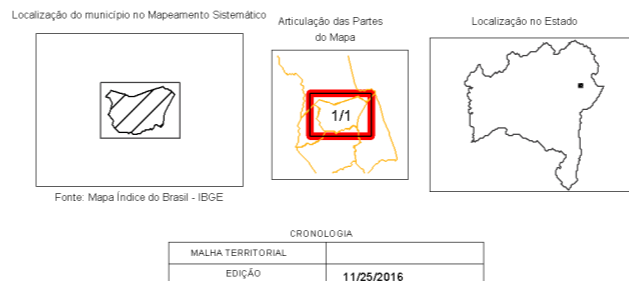 Localização do município no Mapeamento Sistemático
Articulação das Partes
do Mapa
Localização no Estado
1/1
Fonte: Mapa Índice do Brasil - IBGE
CRONOLOGIA
MALHA TERRITORIAL
EDIÇÃO 11/25/2016